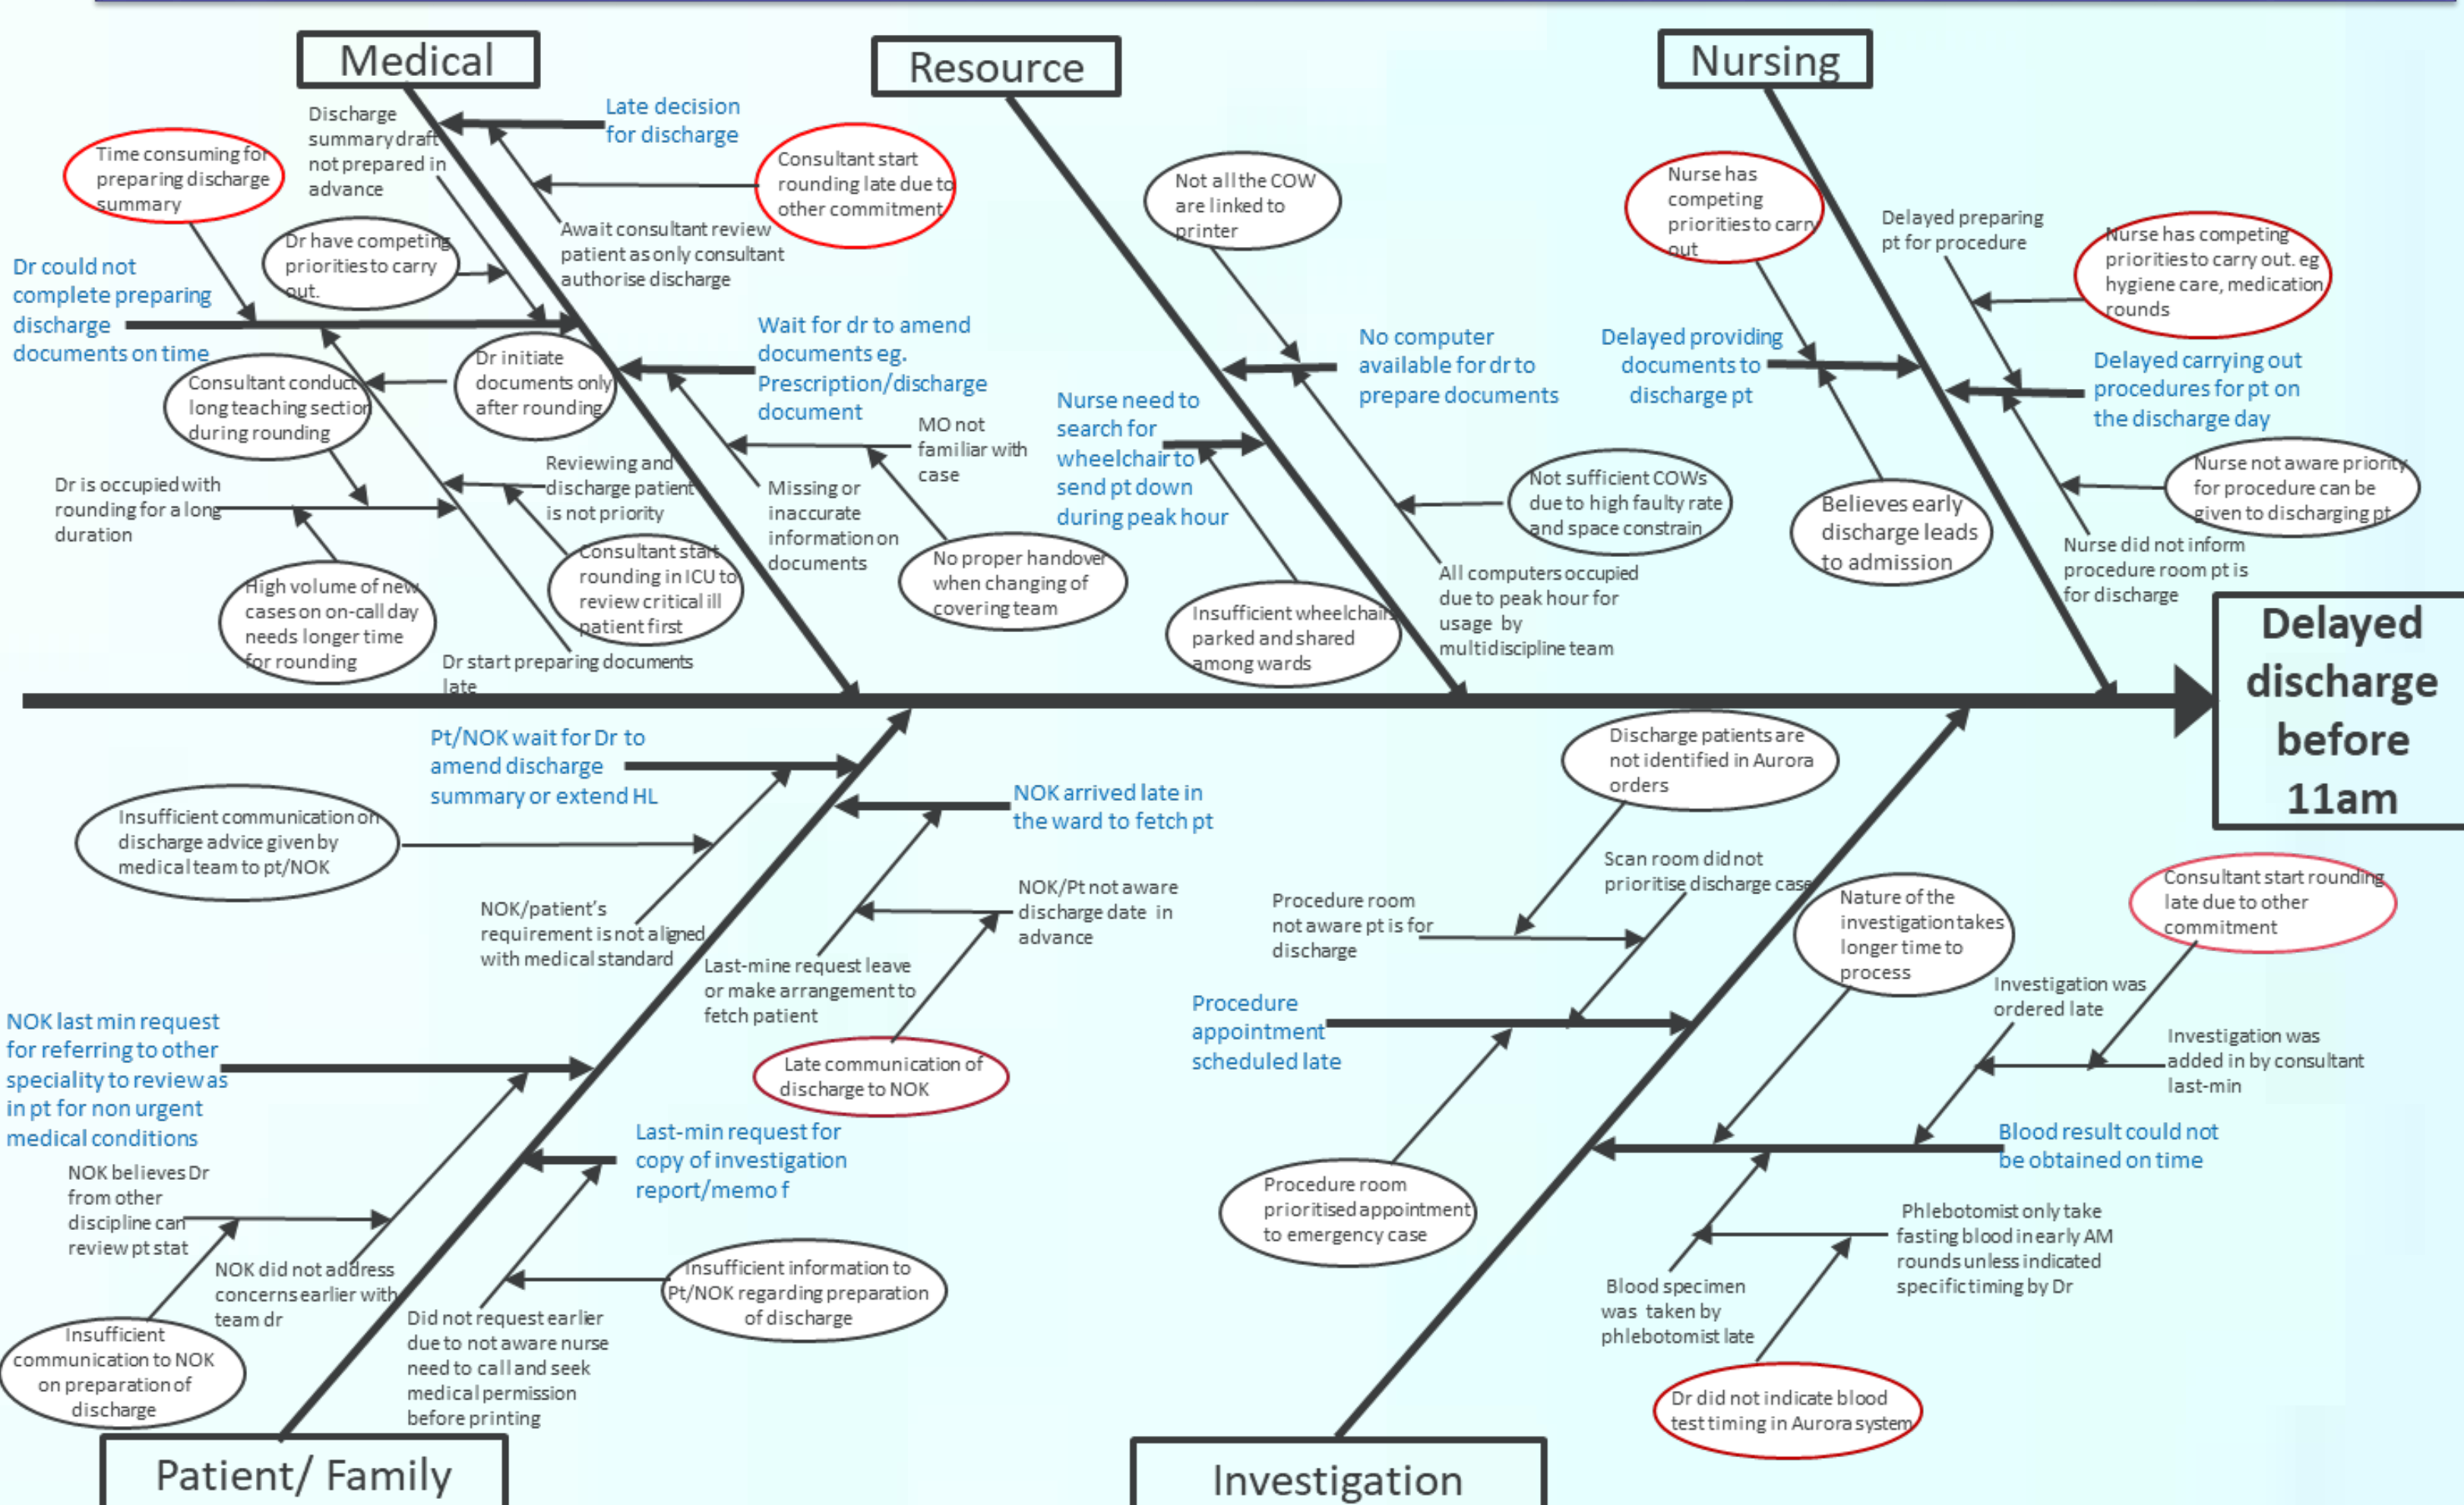 Medical
Resource
Nursing
Late decision
for discharge
Discharge
summary draft
not prepared in
advance
Time consuming for
preparing discharge
summary
Consultant start
rounding late due to
other commitment
Dr have competing
priorities to carry
out.
Await consultant review
patient as only consultant
authorise discharge
Dr could not
complete preparing
discharge
documents on time
Wait for dr to amend
documents eg.
Prescription/discharge
document
Dr initiate
documents only
after rounding
Consultant conduct
long teaching section
during rounding
MO not
familiar with
case
Reviewing and
discharge patient
is not priority
Dr is occupied with
rounding for a long
duration
Missing or
inaccurate
information on
documents
Consultant start
rounding in ICU to
review critical ill
patient first
No proper handover
when changing of
covering team
High volume of new
cases on on-call day
needs longer time
for rounding
Dr start preparing documents
late
Not all the COW
are linked to
printer
No computer
available for dr to
prepare documents
Nurse need to
search for
wheelchair to
send pt down
during peak hour
Not sufficient COWs
due to high faulty rate
and space constrain
All computers occupied
due to peak hour for
usage by
multidiscipline team
Insufficient wheelchairs
parked and shared
among wards
Nurse has
competing
priorities to carry
out
Delayed preparing
pt for procedure
Nurse has competing
priorities to carry out. eg
hygiene care, medication
rounds
Delayed providing
documents to
discharge pt
Delayed carrying out
procedures for pt on
the discharge day
Believes early
discharge leads
to admission
Nurse not aware priority
for procedure can be
given to discharging pt
Nurse did not inform
procedure room pt is
for discharge
Delayed
discharge
before
11am
Pt/NOK wait for Dr to
amend discharge
summary or extend HL
Insufficient communication on
discharge advice given by
medical team to pt/NOK
NOK arrived late in
the ward to fetch pt
NOK/patient's
requirement is not aligned
with medical standard
NOK/Pt not aware
discharge date in
advance
Last-mine request leave
or make arrangement to
fetch patient
Late communication of
discharge to NOK
NOK last min request
for referring to other
speciality to review as
in pt for non urgent
medical conditions
Last-min request for
copy of investigation
report/memo f
NOK believes Dr
from other
discipline can
review pt stat
NOK did not address
concerns earlier with
team dr
Insufficient
communication to NOK
on preparation of
discharge
Insufficient information to
Pt/NOK regarding preparation
of discharge
Did not request earlier
due to not aware nurse
need to call and seek
medical permission
before printing
Patient/ Family
Discharge patients are
not identified in Aurora
orders
Scan room did not
prioritise discharge case
Procedure room
not aware pt is for
discharge
Nature of the
investigation takes
longer time to
process
Consultant start rounding
late due to other
commitment
Investigation was
ordered late
Procedure
appointment
scheduled late
Investigation was
added in by consultant
last-min
Blood result could not
be obtained on time
Procedure room
prioritised appointment
to emergency case
Phlebotomist only take
fasting blood in early AM
rounds unless indicated
specific timing by Dr
Blood specimen
was taken by
phlebotomist late
Dr did not indicate blood
test timing in Aurora system
Investigation